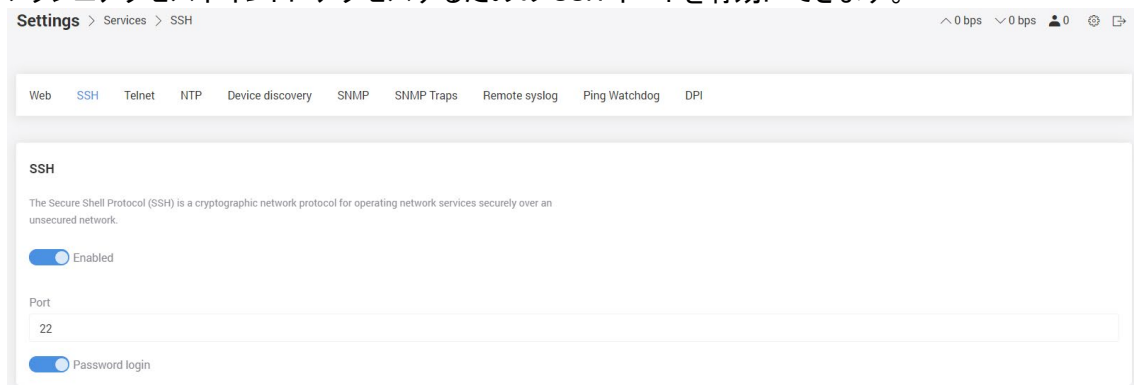 Settings > Services > SSH
0 bps 0 bps 0
Web SSH Telnet NTP Device discovery SNMP SNMP Traps Remote syslog Ping Watchdog DPI
SSH
The Secure Shell Protocol (SSH) is a cryptographic network protocol for operating network services securely over an
unsecured network.
Enabled
Port
22
Password login